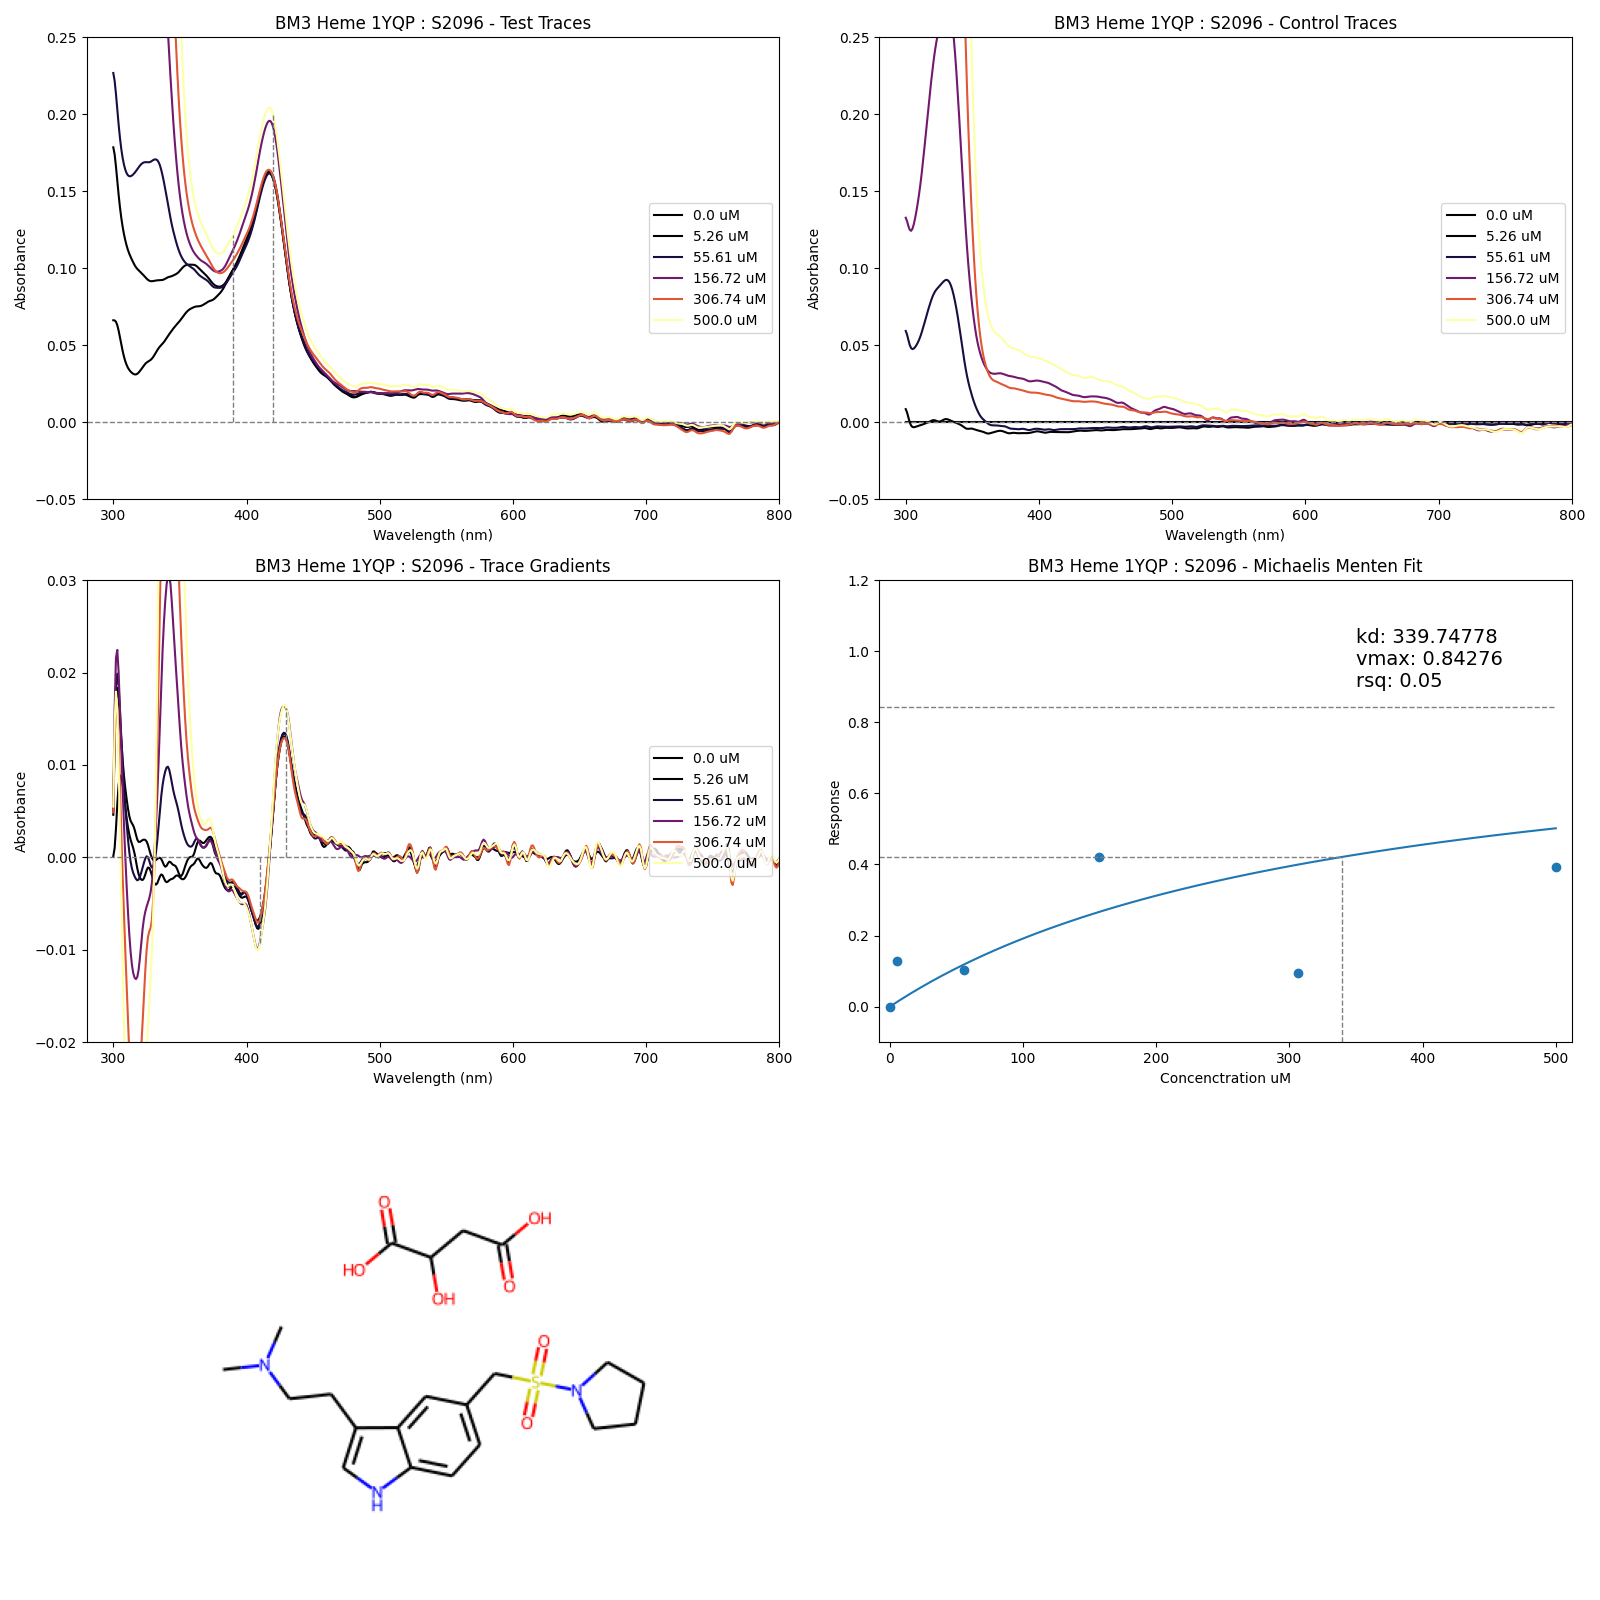 BM3 Heme 1YQP : S2096 - Test Traces
0.25
0.20
0.15
0.10
0.05
0.00
−0.05
Absorbance
300 400 500 600 700 800
Wavelength (nm)
0.0 uM
5.26 uM
55.61 uM
156.72 uM
306.74 uM
500.0 uM
BM3 Heme 1YQP : S2096 - Control Traces
0.25
0.20
0.15
0.10
0.05
0.00
−0.05
Absorbance
300 400 500 600 700 800
Wavelength (nm)
0.0 uM
5.26 uM
55.61 uM
156.72 uM
306.74 uM
500.0 uM
BM3 Heme 1YQP : S2096 - Trace Gradients
0.03
0.02
0.01
0.00
−0.01
−0.02
Absorbance
300 400 500 600 700 800
Wavelength (nm)
0.0 uM
5.26 uM
55.61 uM
156.72 uM
306.74 uM
500.0 uM
BM3 Heme 1YQP : S2096 - Michaelis Menten Fit
1.2
1.0
0.8
0.6
0.4
0.2
0.0
Response
kd: 339.74778
vmax: 0.84276
rsq: 0.05
0 100 200 300 400 500
Concenctration uM
O
OH
HO
O
OH
N
O
S
N
O
N
H